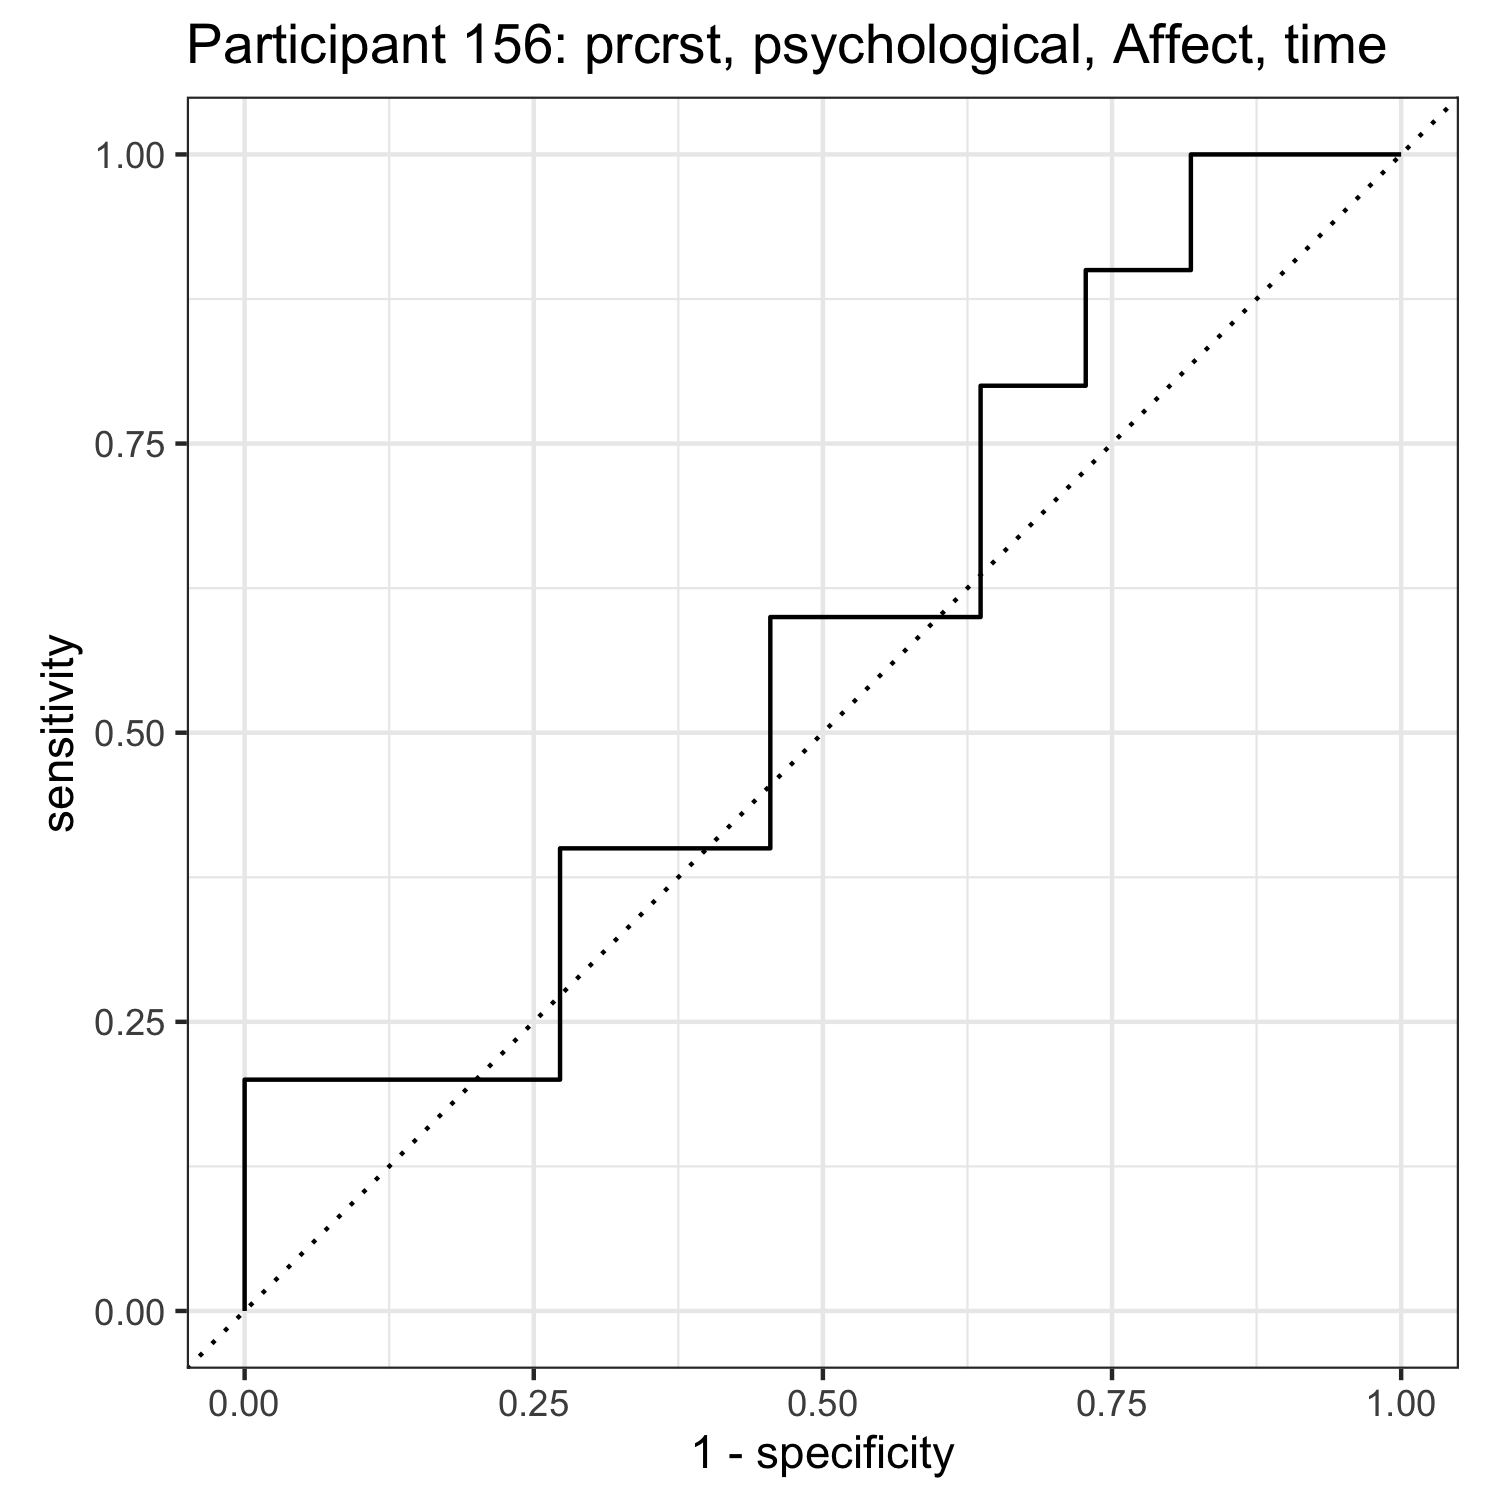 Participant 156: prcrst, psychological, Affect, time
1.00
0.75
0.50
0.25
0.00
sensitivity
0.00 0.25 0.50 0.75 1.00
1 - specificity